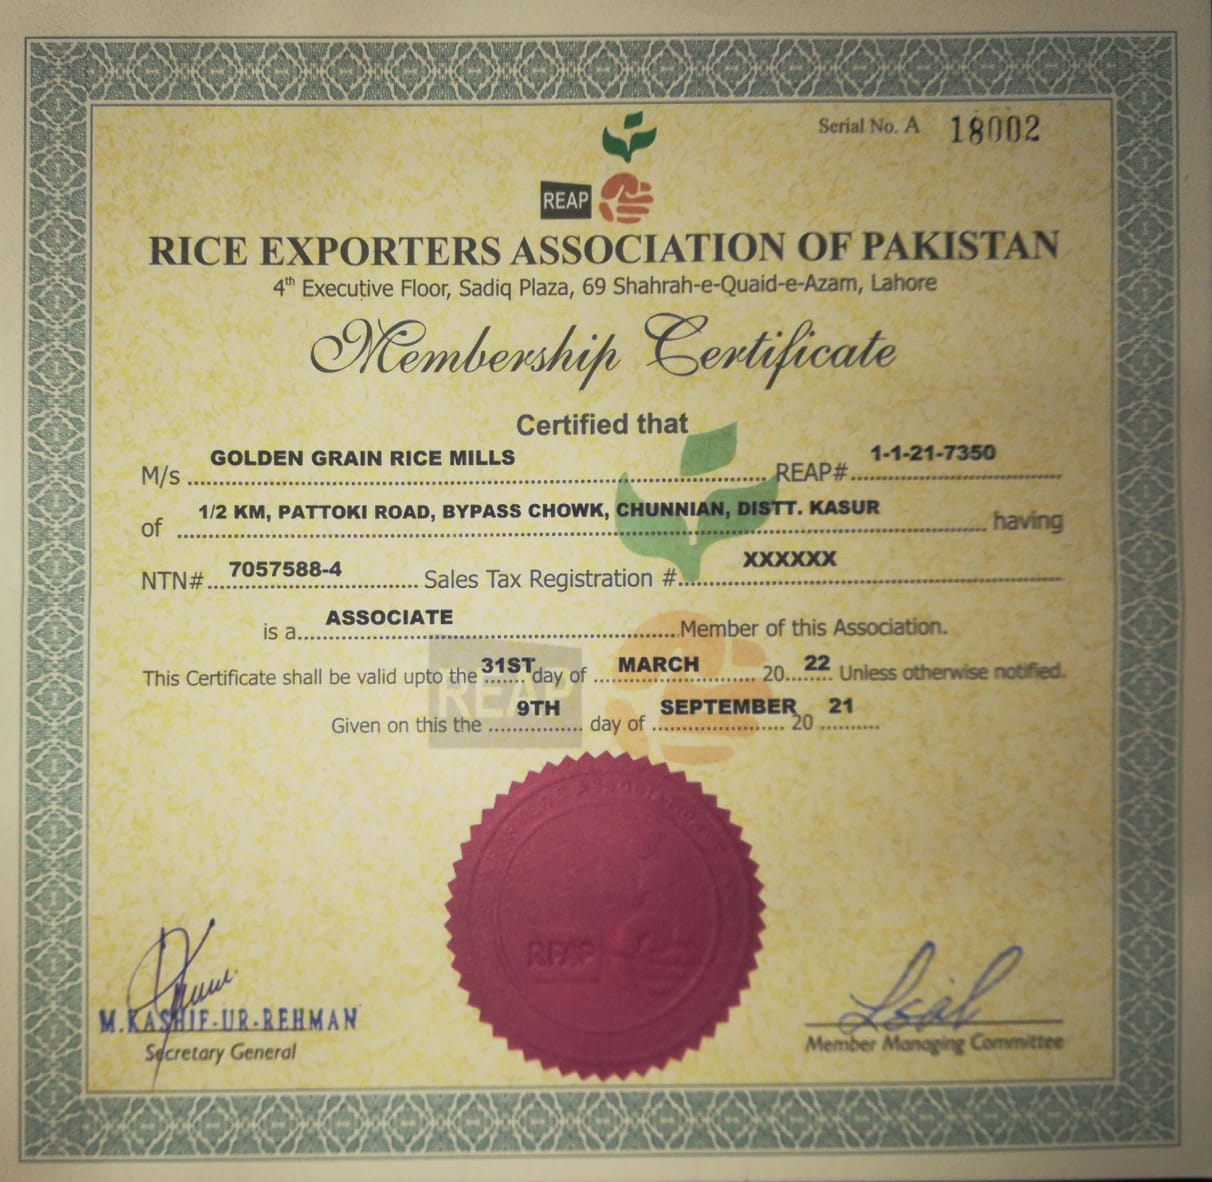 Serial No. A 18002
REAP
RICE EXPORTERS ASSOCIATION OF PAKISTAN
4th Executive Floor, Sadiq Plaza, 69 Shahrah-e-Quaid-e-Azam, Lahore
Membership Certificate
Certified that
M/s GOLDEN GRAIN RICE MILLS REAP# 1-1-21-7350
of 1/2 KM, PATTOKI ROAD, BYPASS CHOWK, CHUNNIAN, DISTT. KASUR having
NTN# 7057588-4 Sales Tax Registration #. XXXXXX
is a ASSOCIATE Member of this Association.
This Certificate shall be valid upto the 31ST day of MARCH 20 22 Unless otherwise notified.
Given on this the 9TH day of SEPTEMBER 20 21
REAP
REAP
M.KASHIF-UR-REHMAN
Secretary General
Member Managing Committee